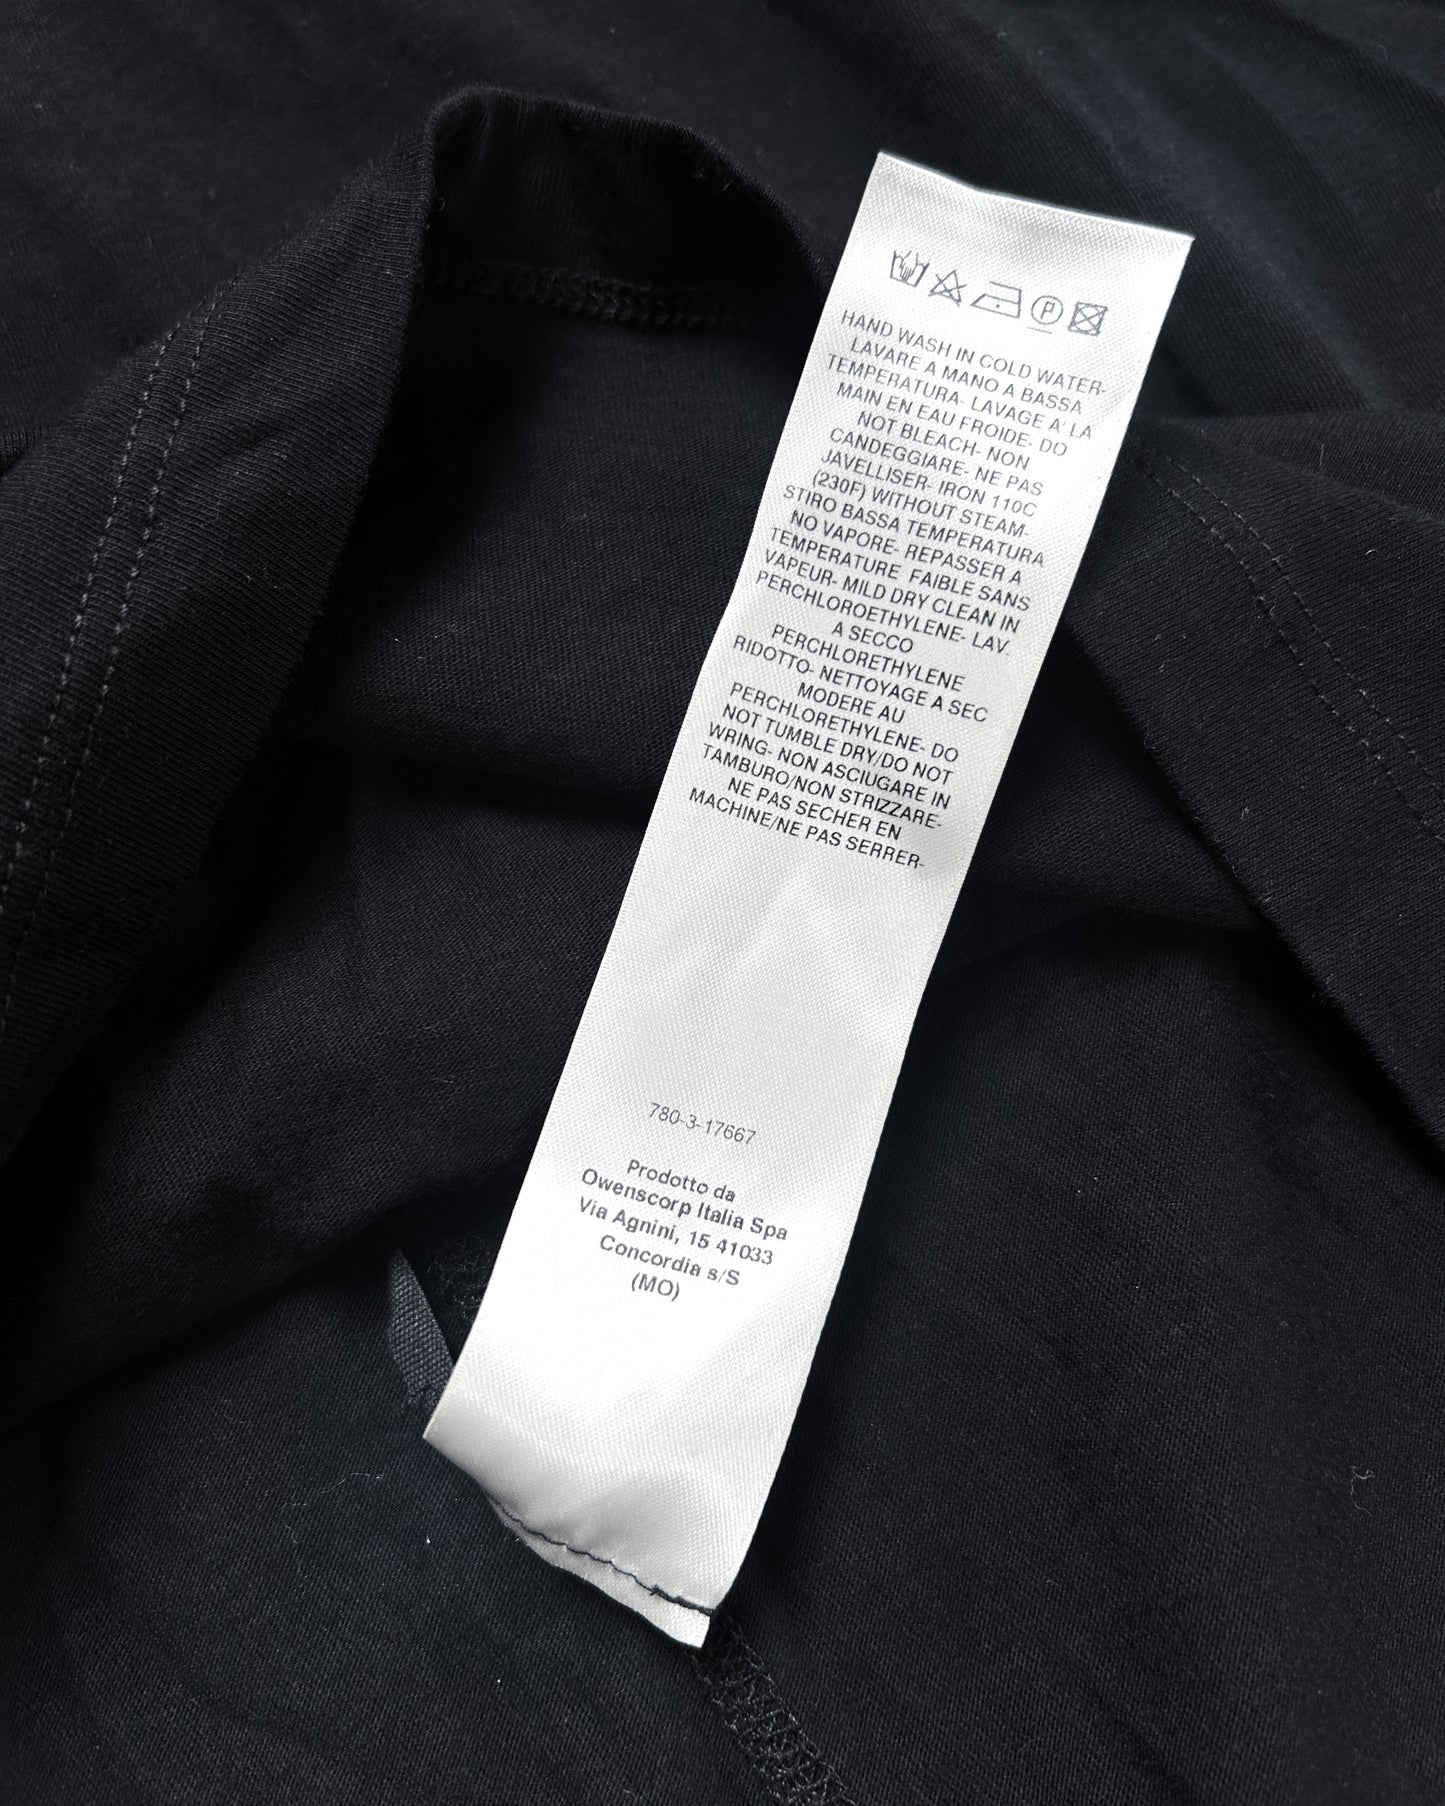 P
HAND WASH IN COLD WATER-
LAVARE A MANO A BASSA
TEMPERATURA- LAVAGE A' LA
MAIN EN EAU FROIDE- DO
NOT BLEACH- NON
CANDEGGIARE- NE PAS
JAVELLISER- IRON 110C
(230F) WITHOUT STEAM-
STIRO BASSA TEMPERATURA
NO VAPORE- REPASSER A
TEMPERATURE FAIBLE SANS
VAPEUR- MILD DRY CLEAN IN
PERCHLOROETHYLENE- LAV.
A SECCO
PERCHLORETHYLENE
RIDOTTO- NETTOYAGE A SEC
MODERE AU
PERCHLORETHYLENE- DO
NOT TUMBLE DRY/DO NOT
WRING- NON ASCIUGARE IN
TAMBURO/NON STRIZZARE-
NE PAS SECHER EN
MACHINE/NE PAS SERRER-
780-3-17667
Prodotto da
Owenscorp Italia Spa
Via Agnini, 15 41033
Concordia s/S
(MO)